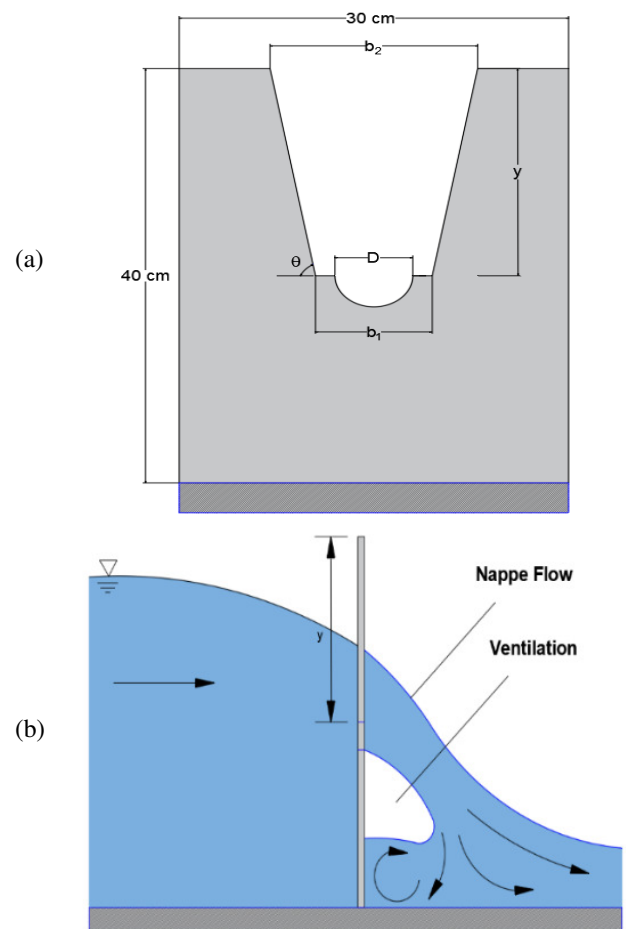 30 cm
b₂
y
(a)
θ
D
40 cm
b₁
Nappe Flow
y
Ventilation
(b)